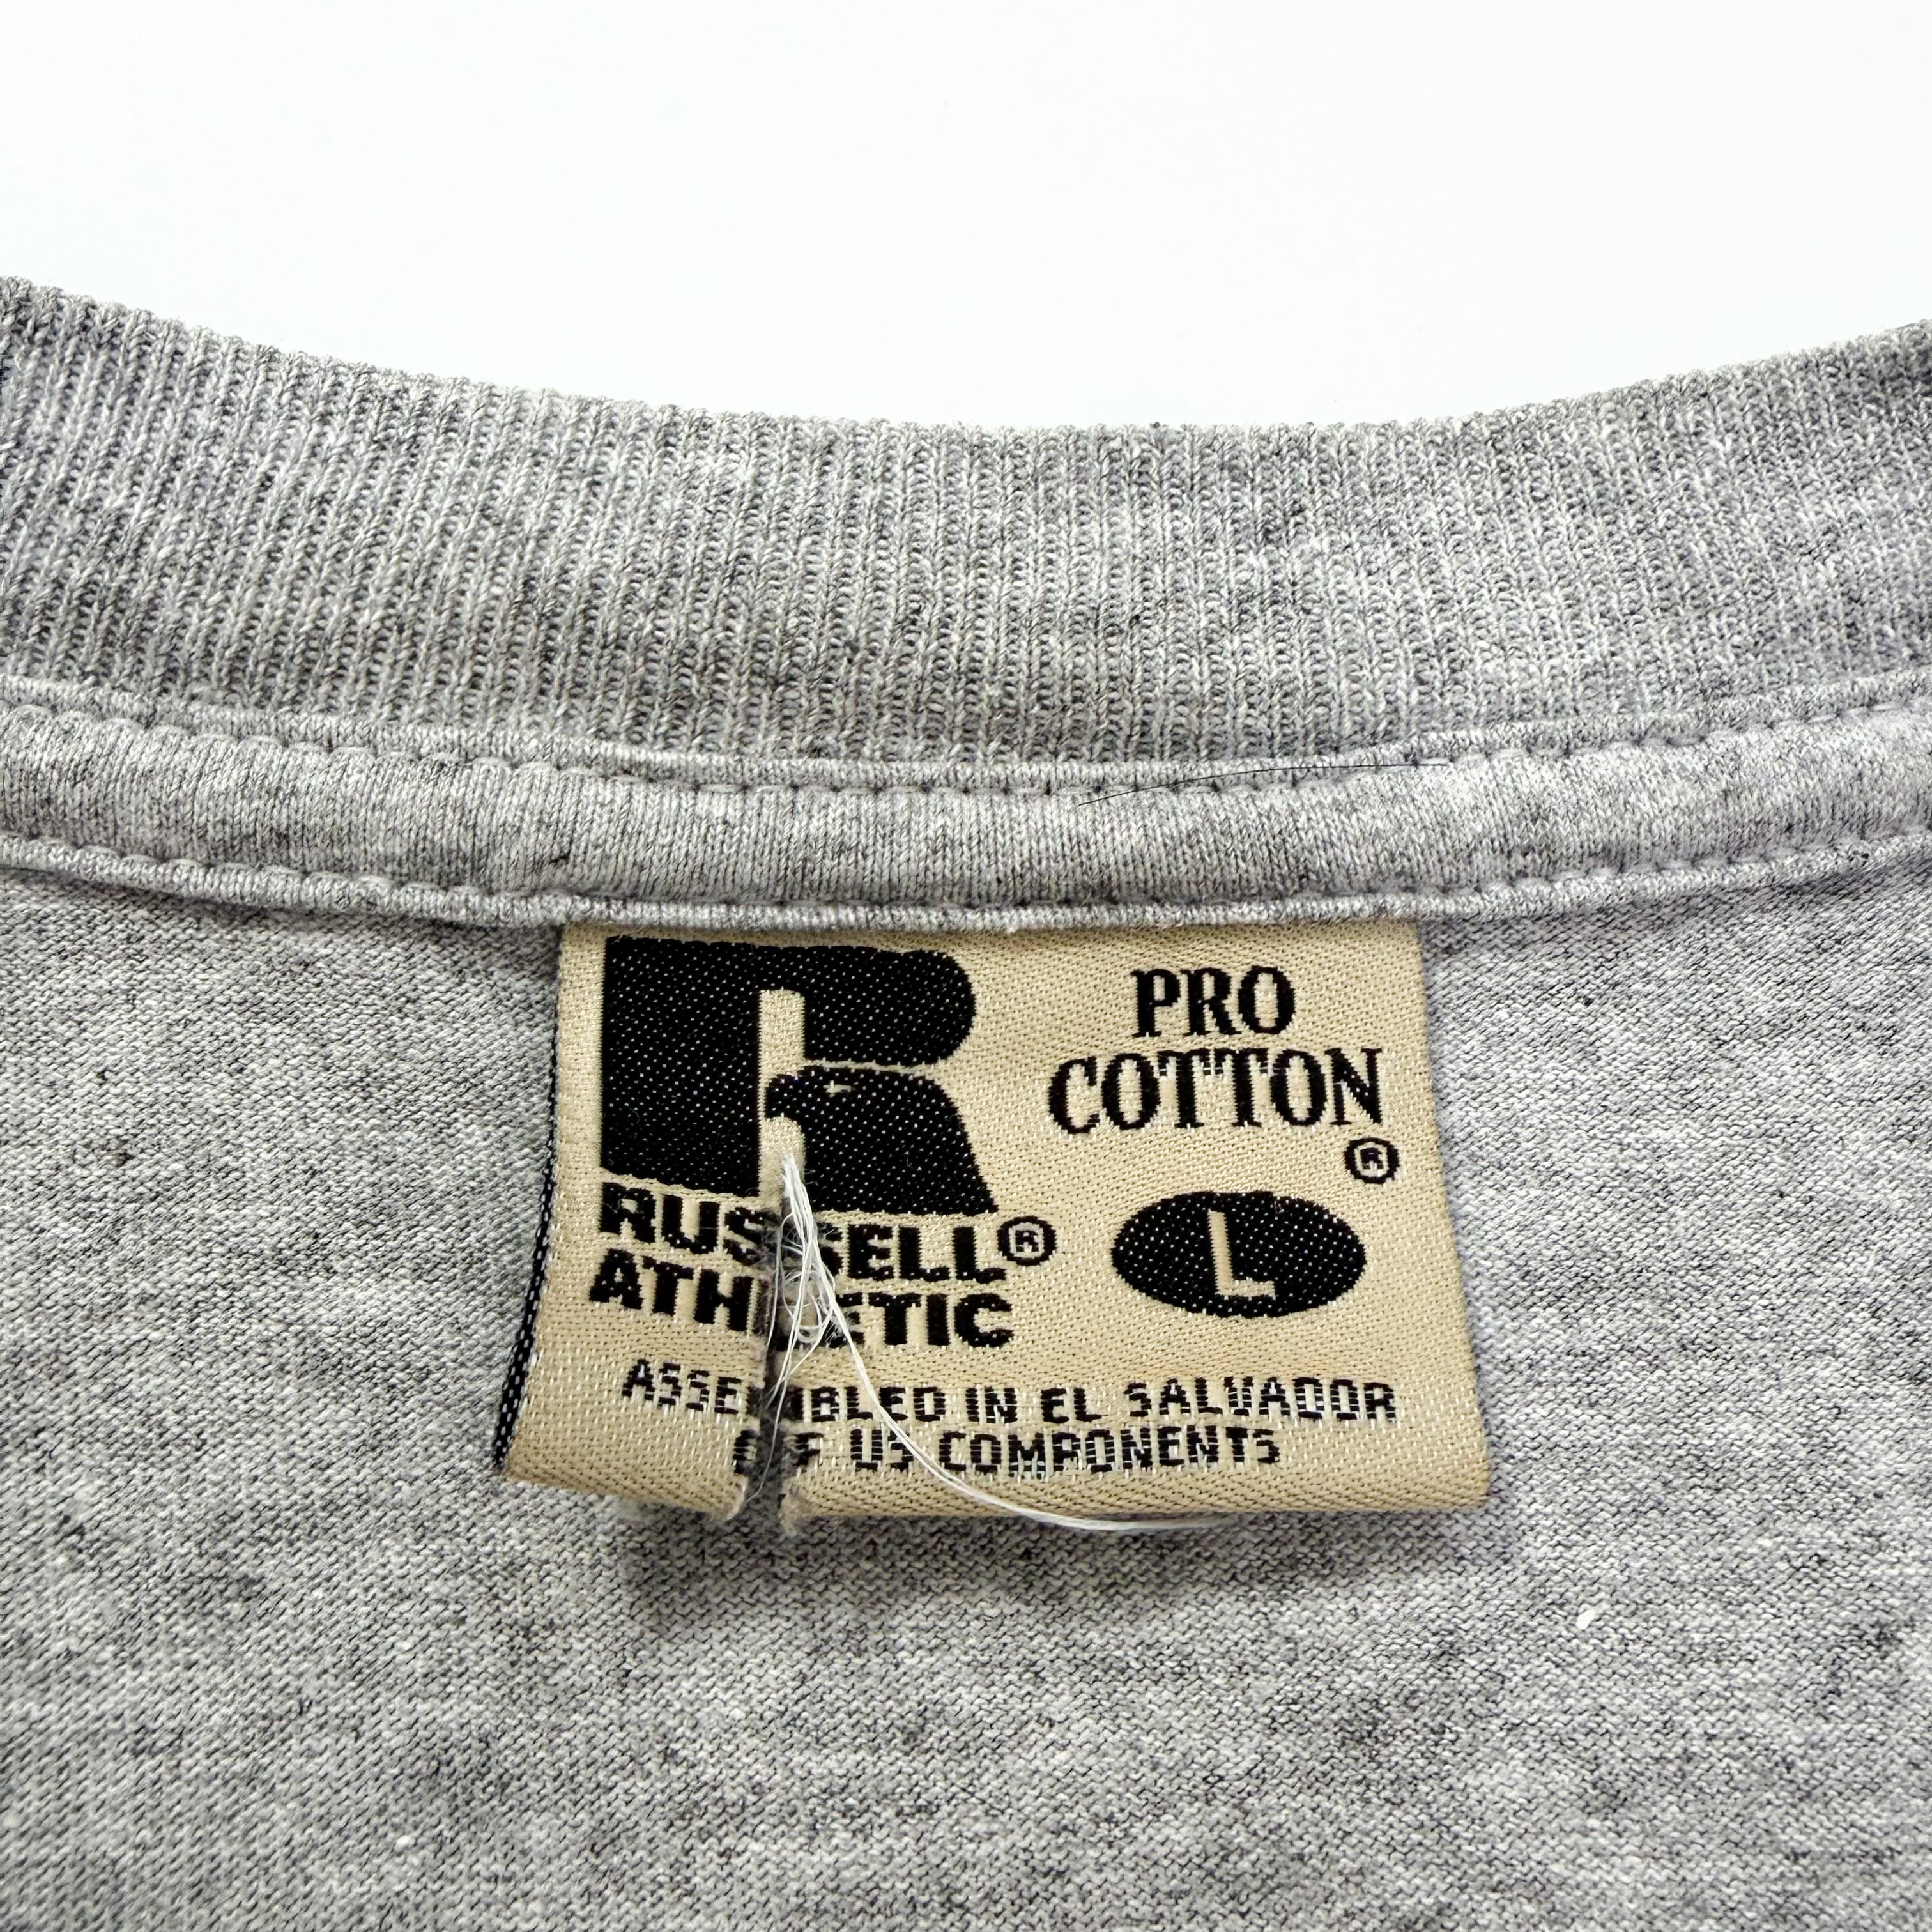 R
RUSSELL®
ATHLETIC
PRO
COTTON
®
L
ASSEMBLED IN EL SALVADOR
OF US COMPONENTS